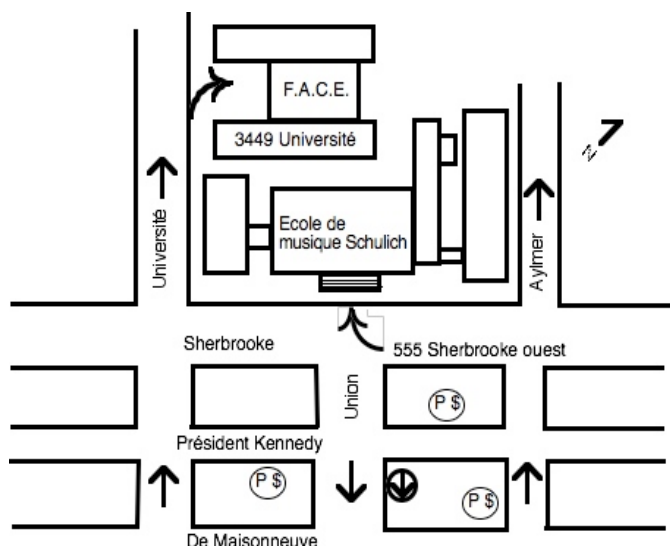 F.A.C.E.
3449 Université
N
Ecole de
musique Schulich
Université
Aylmer
Sherbrooke
555 Sherbrooke ouest
Union
P $
Président Kennedy
P $
P $
De Maisonneuve